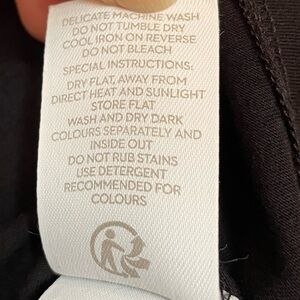 DELICATE MACHINE WASH
DO NOT TUMBLE DRY
COOL IRON ON REVERSE
DO NOT BLEACH
SPECIAL INSTRUCTIONS:
DRY FLAT, AWAY FROM
DIRECT HEAT AND SUNLIGHT
STORE FLAT
WASH AND DRY DARK
COLOURS SEPARATELY AND
INSIDE OUT
DO NOT RUB STAINS
USE DETERGENT
RECOMMENDED FOR
COLOURS